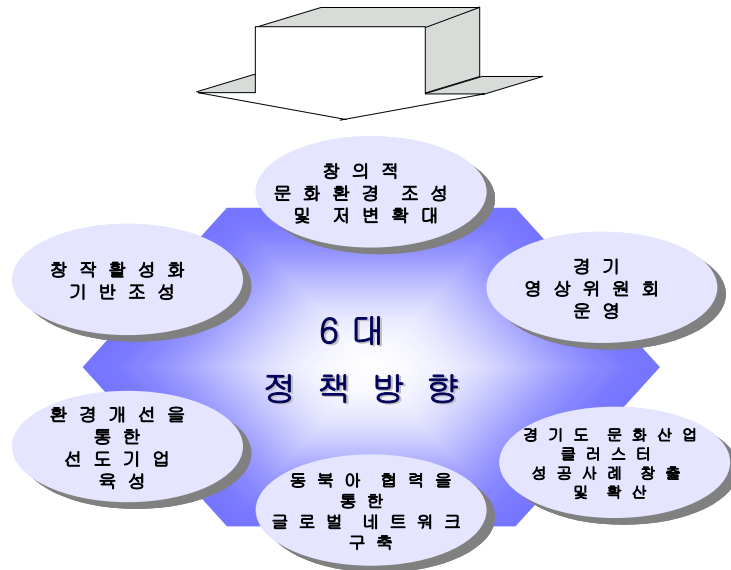 창의적
문화환경 조성
및 저변확대
창작활성화
기반조성
경기
영상위원회
운영
6대
정책방향
환경개선을
통한
선도기업
육성
동북아 협력을
통한
글로벌 네트워크
구축
경기도 문화산업
클러스터
성공사례 창출
및 확산